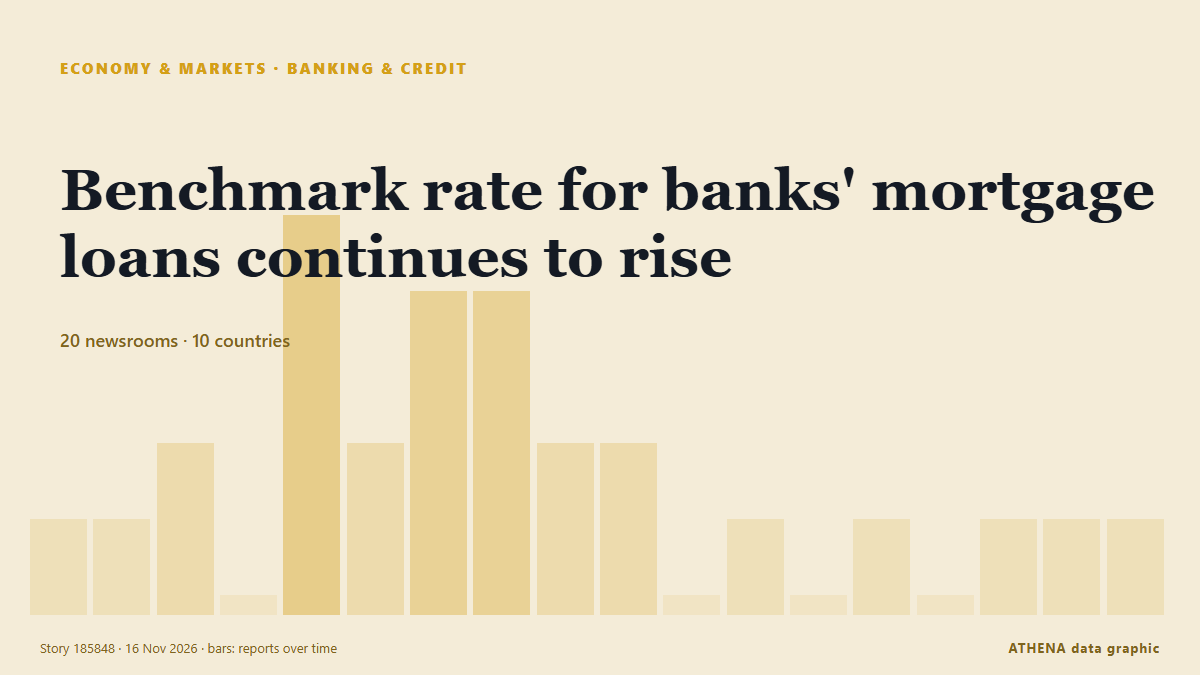 ECONOMY & MARKETS · BANKING & CREDIT
Benchmark rate for banks' mortgage
loans continues to rise
20 newsrooms · 10 countries
Story 185848 · 16 Nov 2026 · bars: reports over time
ATHENA data graphic